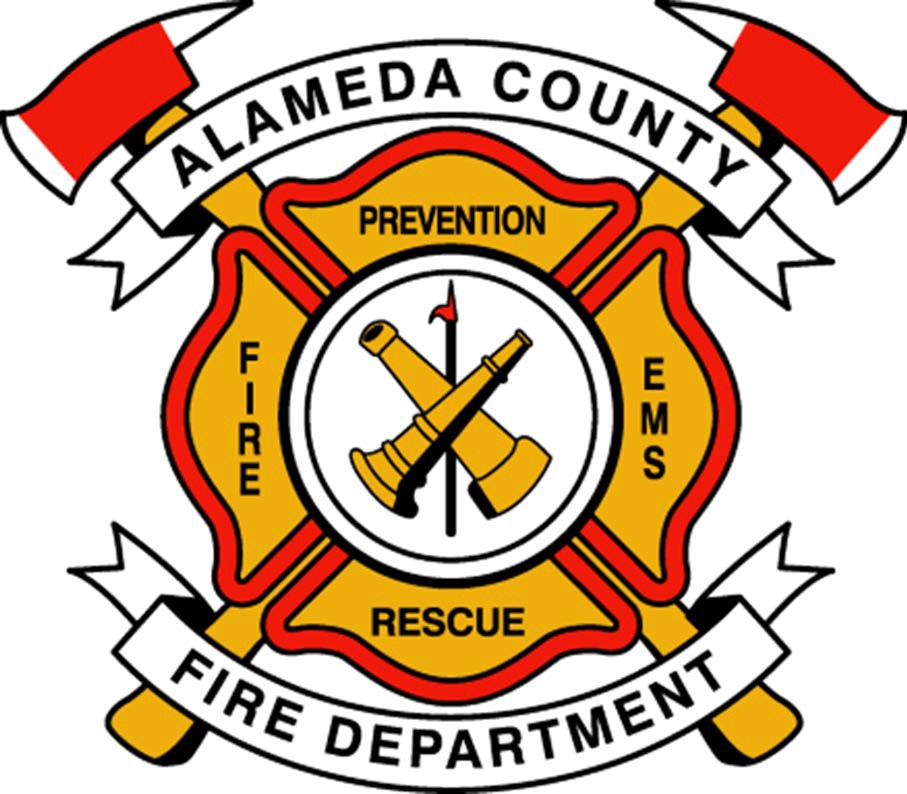 ALAMEDA COUNTY
PREVENTION
FIRE
EMS
RESCUE
FIRE DEPARTMENT